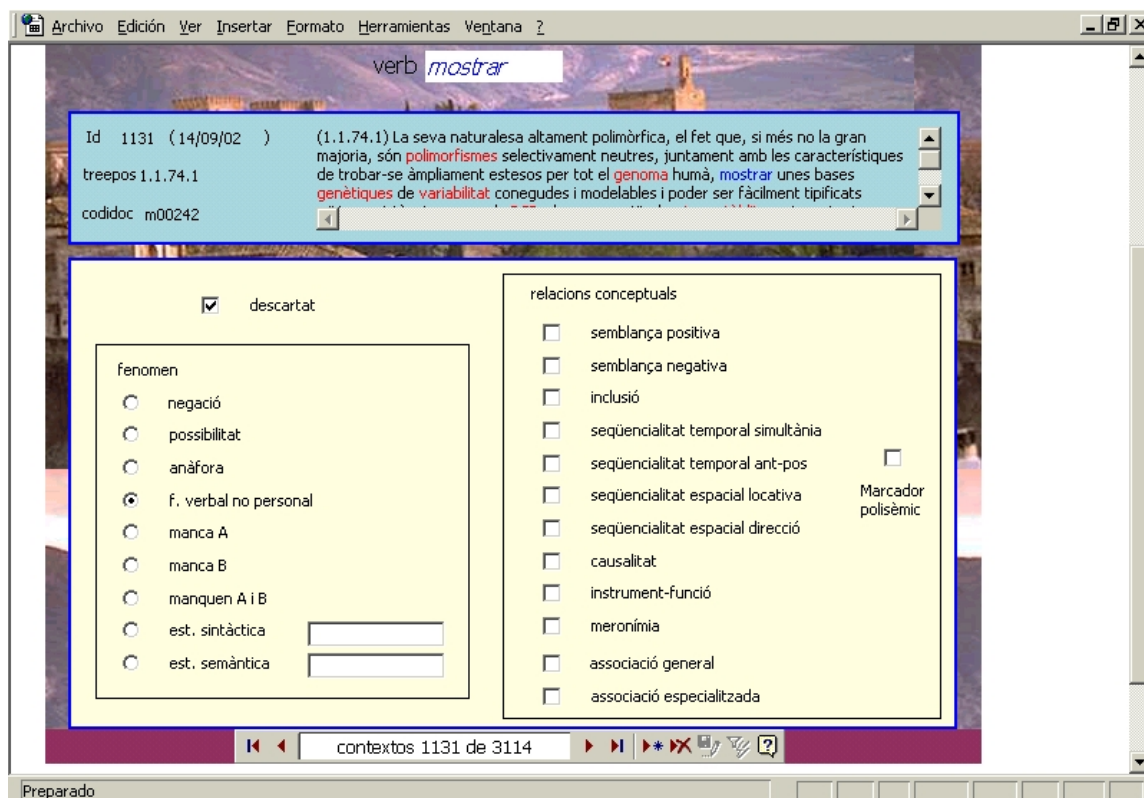 Archivo Edición Ver Insertar Formato Herramientas Ventana ?
verb mostrar
Id 1131 (14/09/02 )
treepos 1.1.74.1
codidoc m00242
(1.1.74.1) La seva naturalesa altament polimòrfica, el fet que, si més no la gran
majoria, són polimorfismes selectivament neutres, juntament amb les característiques
de trobar-se àmpliament estesos per tot el genoma humà, mostrar unes bases
genètiques de variabilitat conegudes i modelables i poder ser fàcilment tipificats
descartat
fenomen
negació
possibilitat
anàfora
f. verbal no personal
manca A
manca B
manquen A i B
est. sintàctica
est. semàntica
relacions conceptuals
semblança positiva
semblança negativa
inclusió
seqüencialitat temporal simultània
seqüencialitat temporal ant-pos
seqüencialitat espacial locativa
seqüencialitat espacial direcció
causalitat
instrument-funció
meronímia
associació general
associació especialitzada
Marcador
polisèmic
contextos 1131 de 3114
Preparado